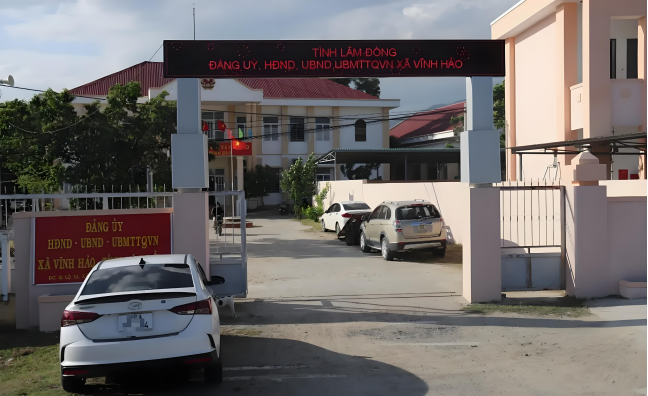 TỈNH LÂM ĐỒNG
ĐẢNG ỦY, HĐND, UBND,UBMTTQVN XÃ VĨNH HẢO
ĐẢNG ỦY
HĐND - UBND - UBMTTQVN
XÃ VĨNH HẢO